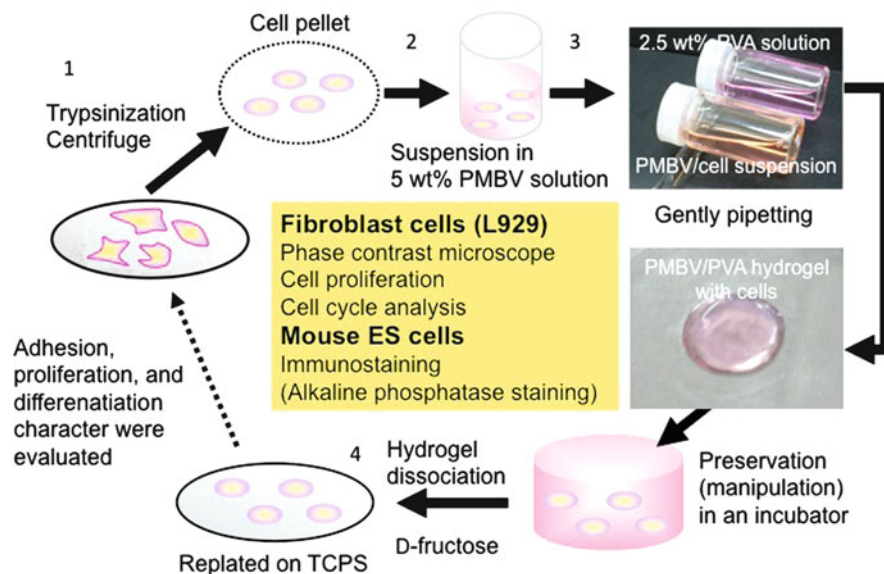 1
Trypsinization
Centrifuge
Cell pellet
2
Suspension in
5 wt% PMBV solution
3
2.5 wt% PVA solution
PMBV/cell suspension
Gently pipetting
PMBV/PVA hydrogel
with cells
Preservation
(manipulation)
in an incubator
Hydrogel
dissociation
D-fructose
4
Replated on TCPS
Adhesion,
proliferation, and
differenatiation
character were
evaluated
Fibroblast cells (L929)
Phase contrast microscope
Cell proliferation
Cell cycle analysis
Mouse ES cells
Immunostaining
(Alkaline phosphatase staining)